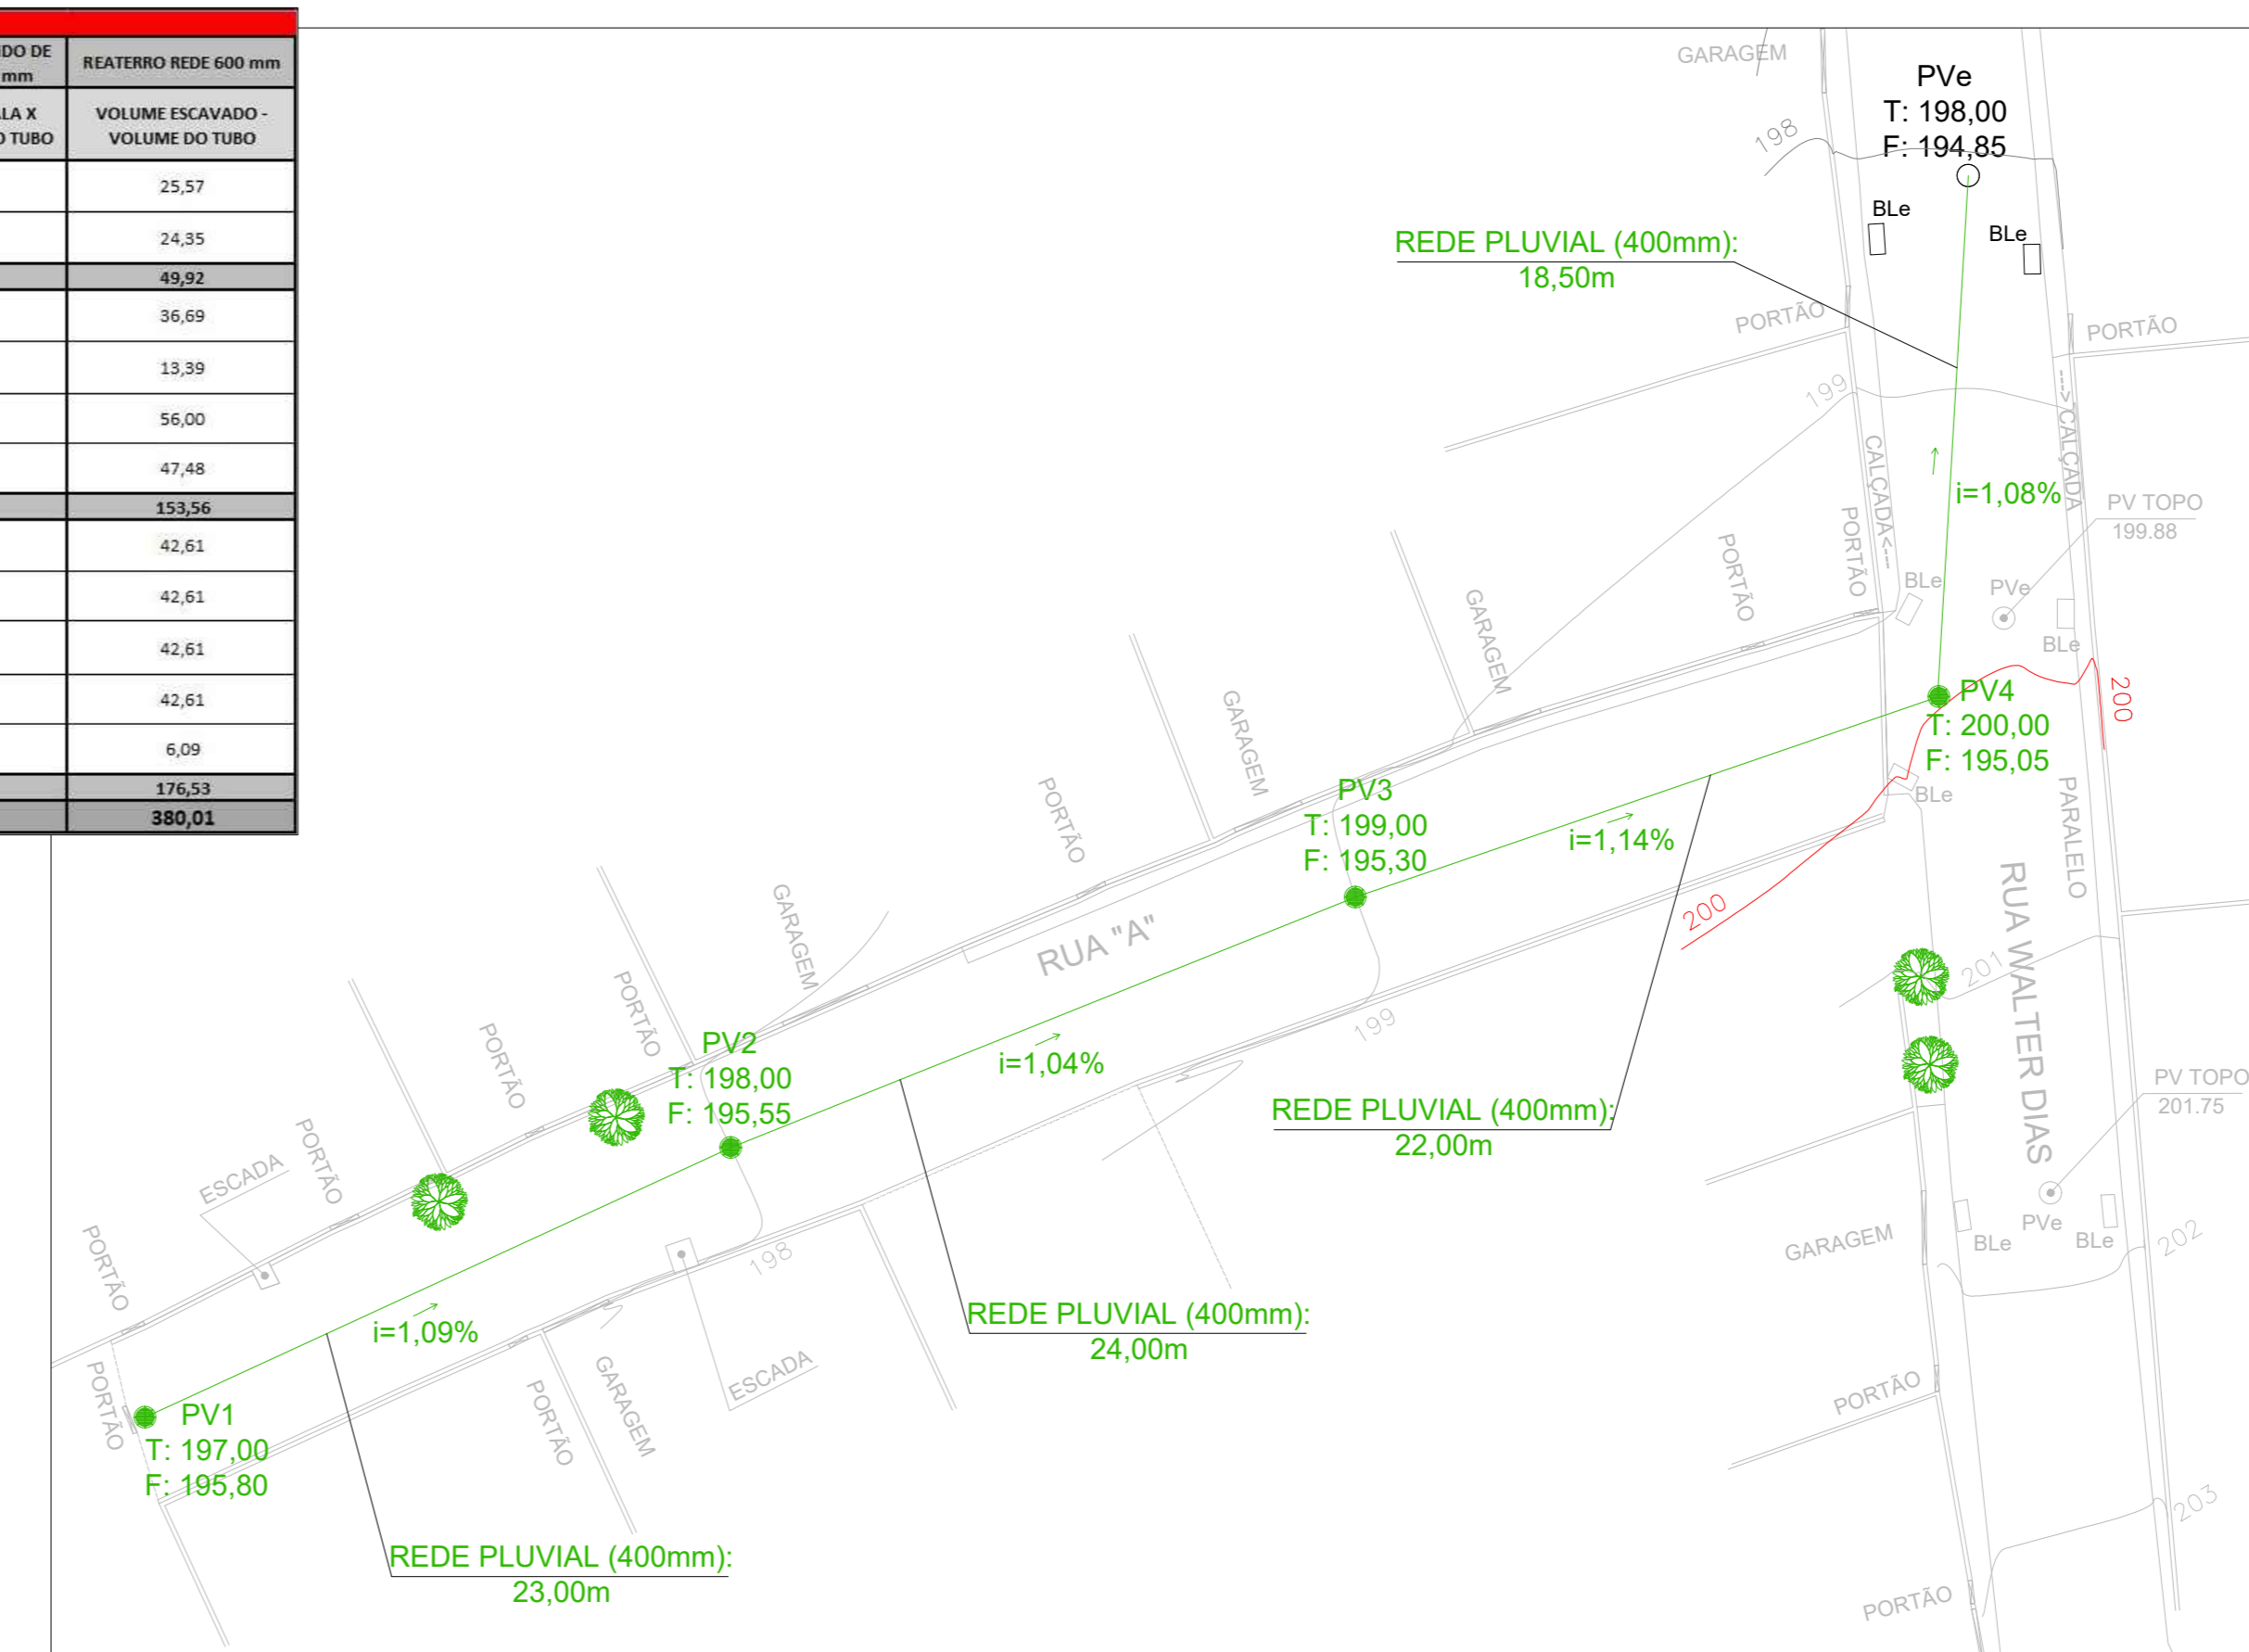 IDO DE
mm
REATERRO REDE 600 mm
LA X
O TUBO
VOLUME ESCAVADO -
VOLUME DO TUBO
25,57
24,35
49,92
36,69
13,39
56,00
47,48
153,56
42,61
42,61
42,61
42,61
6,09
176,53
380,01
GARAGEM
PVe
T: 198,00
F: 194,85
198
BLe
BLe
REDE PLUVIAL (400mm):
18,50m
PORTÃO
PORTÃO
199
---> CALÇADA
CALÇADA<---
i=1,08%
PV TOPO
199.88
PORTÃO
PORTÃO
BLe
PVe
BLe
GARAGEM
PV4
T: 200,00
F: 195,05
200
GARAGEM
PORTÃO
PV3
T: 199,00
F: 195,30
i=1,14%
BLe
PARALELO
RUA WALTER DIAS
GARAGEM
RUA "A"
200
201
PORTÃO
PORTÃO
PV2
T: 198,00
F: 195,55
i=1,04%
199
REDE PLUVIAL (400mm):
22,00m
PV TOPO
201.75
PORTÃO
ESCADA
PORTÃO
198
PVe
BLe
BLe
202
GARAGEM
REDE PLUVIAL (400mm):
24,00m
i=1,09%
PORTÃO
GARAGEM
PORTÃO
ESCADA
PORTÃO
PV1
T: 197,00
F: 195,80
203
REDE PLUVIAL (400mm):
23,00m
PORTÃO